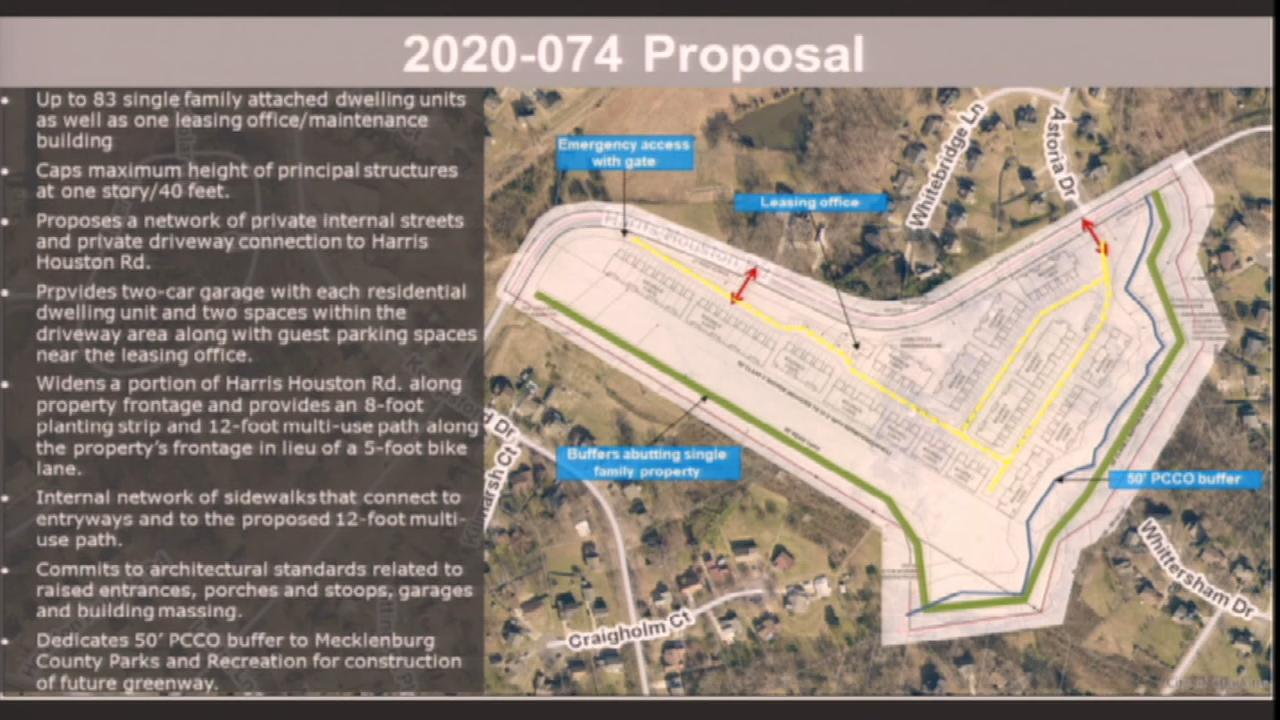 2020-074 Proposal
• Up to 83 single family attached dwelling units
as well as one leasing office/maintenance
building
• Caps maximum height of principal structures
at one story/40 feet.
• Proposes a network of private internal streets
and private driveway connection to Harris
Houston Rd.
• Prpvides two-car garage with each residential
dwelling unit and two spaces within the
driveway area along with guest parking spaces
near the leasing office.
• Widens a portion of Harris Houston Rd. along
property frontage and provides an 8-foot
planting strip and 12-foot multi-use path along
the property's frontage in lieu of a 5-foot bike
lane.
• Internal network of sidewalks that connect to
entryways and to the proposed 12-foot multi-
use path.
• Commits to architectural standards related to
raised entrances, porches and stoops, garages
and building massing.
• Dedicates 50' PCCO buffer to Mecklenburg
County Parks and Recreation for construction
of future greenway.
Emergency access
with gate
Leasing office
Whitebridge Ln
Astoria Dr
Buffers abutting single
family property
50' PCCO buffer
Dr
Ct
Craigholm Ct
Whittersham Dr